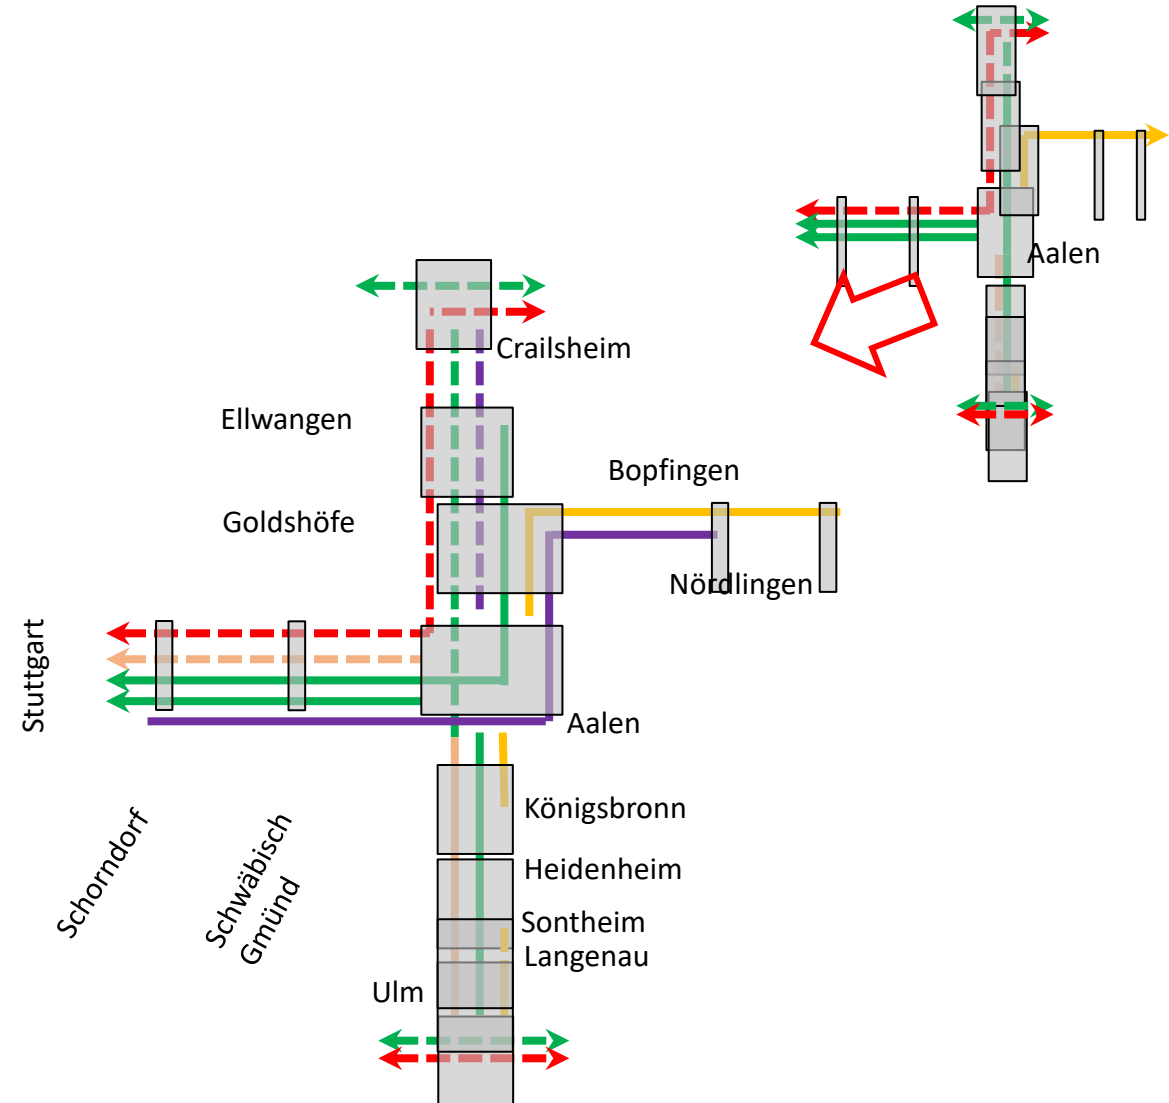 Aalen
Crailsheim
Ellwangen
Bopfingen
Goldshöfe
Nördlingen
Stuttgart
Aalen
Königsbronn
Schorndorf
Schwäbisch
Gmünd
Heidenheim
Sontheim
Langenau
Ulm